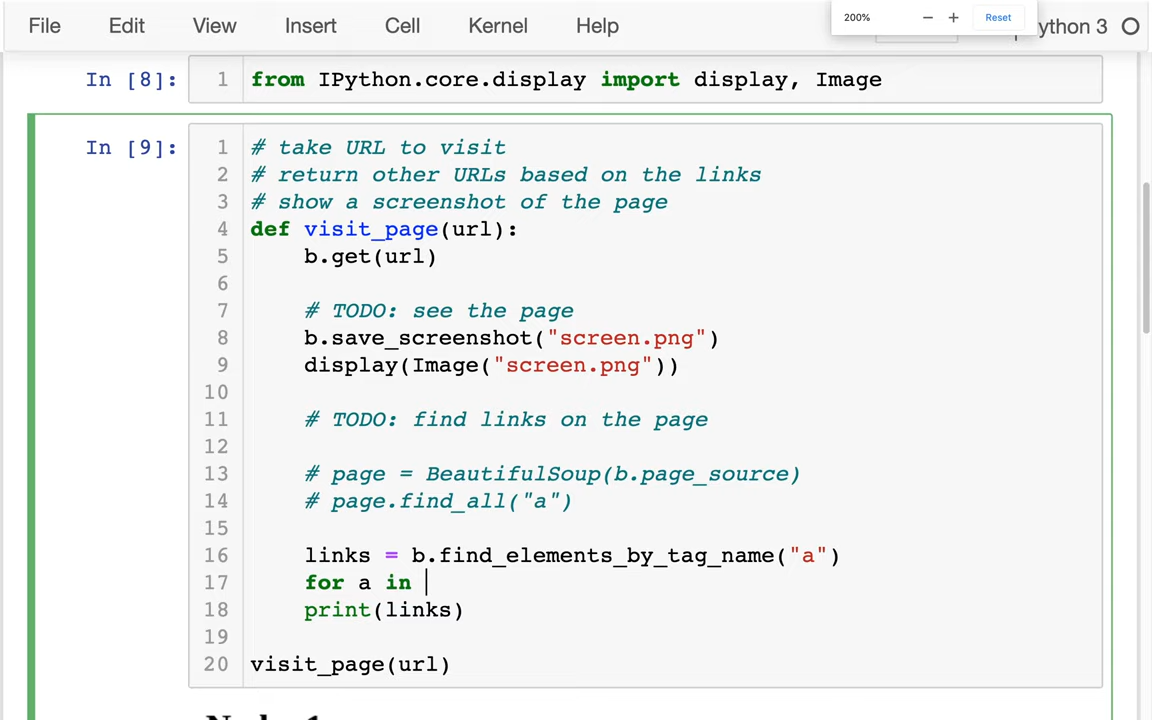 File Edit View Insert Cell Kernel Help
200% − + Reset
ython 3
In [8]: 1 from IPython.core.display import display, Image
In [9]: 1 # take URL to visit
2 # return other URLs based on the links
3 # show a screenshot of the page
4 def visit_page(url):
5 b.get(url)
6
7 # TODO: see the page
8 b.save_screenshot("screen.png")
9 display(Image("screen.png"))
10
11 # TODO: find links on the page
12
13 # page = BeautifulSoup(b.page_source)
14 # page.find_all("a")
15
16 links = b.find_elements_by_tag_name("a")
17 for a in
18 print(links)
19
20 visit_page(url)